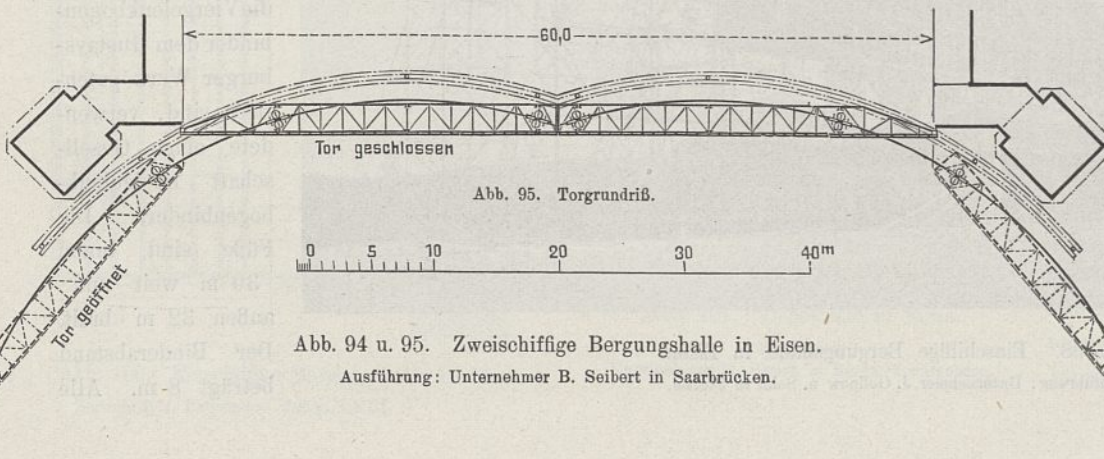 60,0
Tor geschlossen
Abb. 95. Torgrundriß.
0 5 10 20 30 40m
Tor geöffnet
Abb. 94 u. 95. Zweischiffige Bergungshalle in Eisen.
Ausführung: Unternehmer B. Seibert in Saarbrücken.